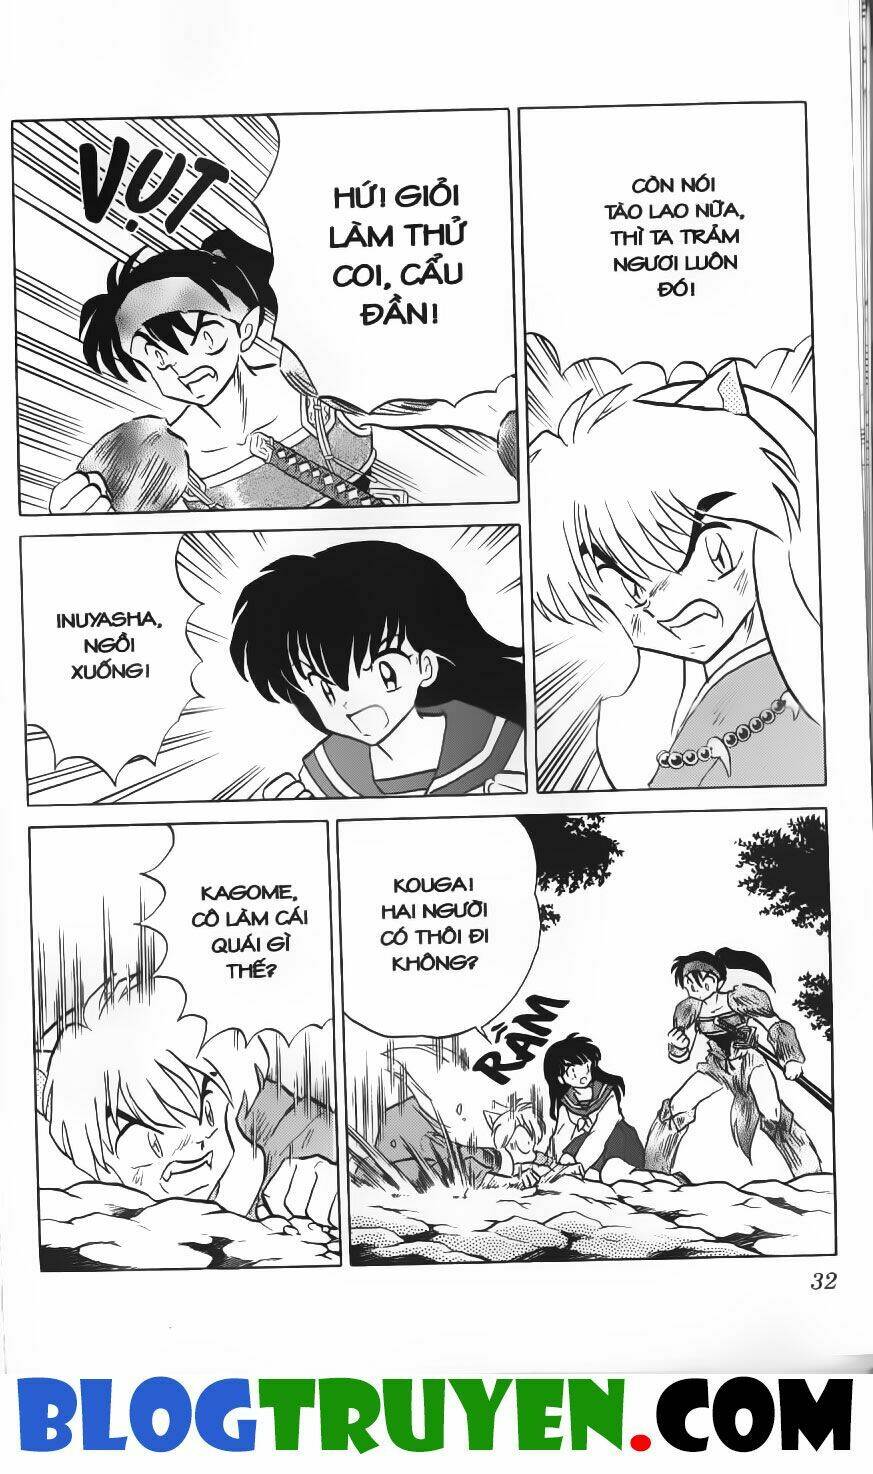 CÒN NÓI
TÀO LAO NỮA,
THÌ TA TRẢM
NGƯƠI LUÔN
ĐÓ!
HỨ! GIỎI
LÀM THỬ
COI, CẨU
ĐẦN!
VỤT
INUYASHA,
NGỒI
XUỐNG!
KOUGA!
HAI NGƯỜI
CÓ THÔI ĐI
KHÔNG?
RẦM
KAGOME,
CÔ LÀM CÁI
QUÁI GÌ
THẾ?
32
BLOGTRUYEN.COM